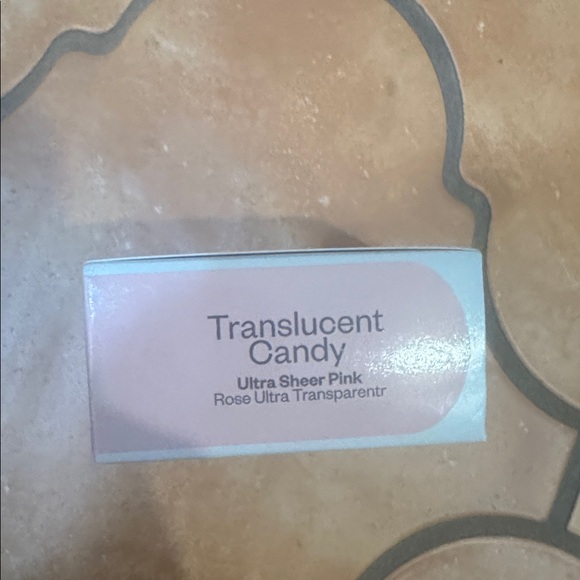 Translucent
Candy
Ultra Sheer Pink
Rose Ultra Transparentr